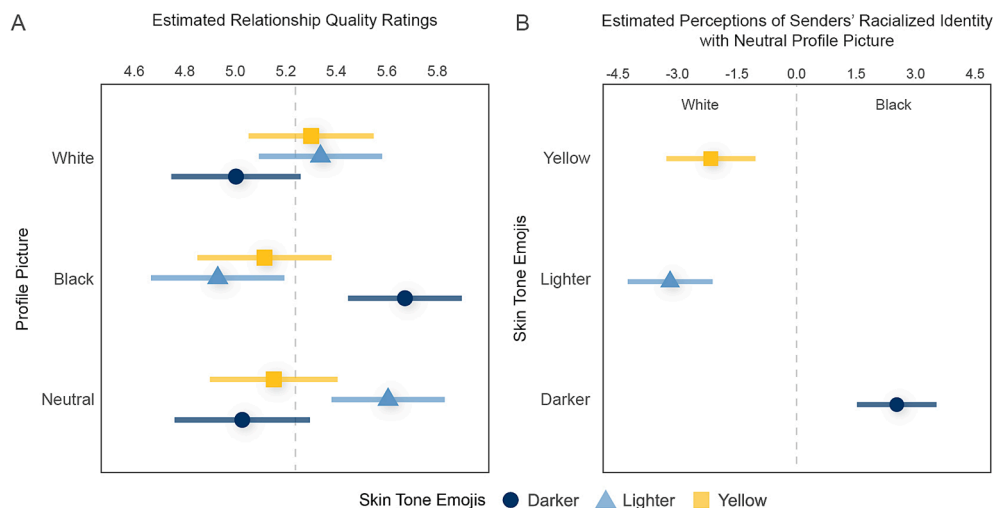 A
Estimated Relationship Quality Ratings
4.6 4.8 5.0 5.2 5.4 5.6 5.8
Profile Picture
White
Black
Neutral
B
Estimated Perceptions of Senders' Racialized Identity
with Neutral Profile Picture
-4.5 -3.0 -1.5 0.0 1.5 3.0 4.5
White Black
Skin Tone Emojis
Yellow
Lighter
Darker
Skin Tone Emojis Darker Lighter Yellow